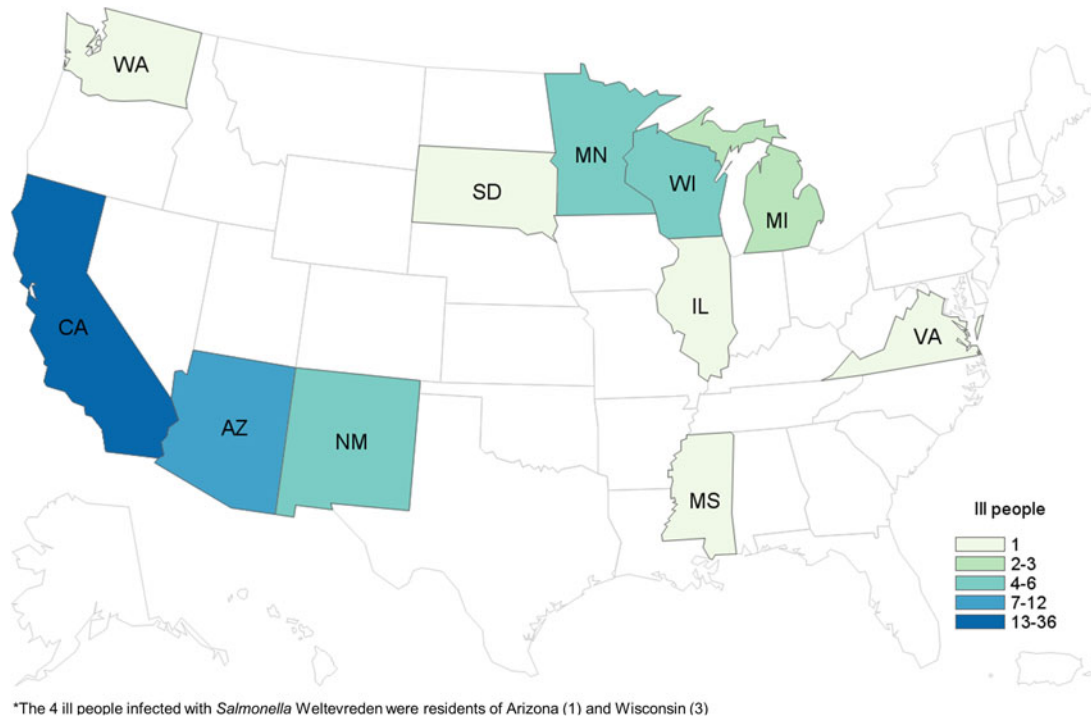 WA
MN
SD
WI
MI
CA
IL
VA
AZ
NM
MS
Ill people
1
2-3
4-6
7-12
13-36
*The 4 ill people infected with Salmonella Weltevreden were residents of Arizona (1) and Wisconsin (3)